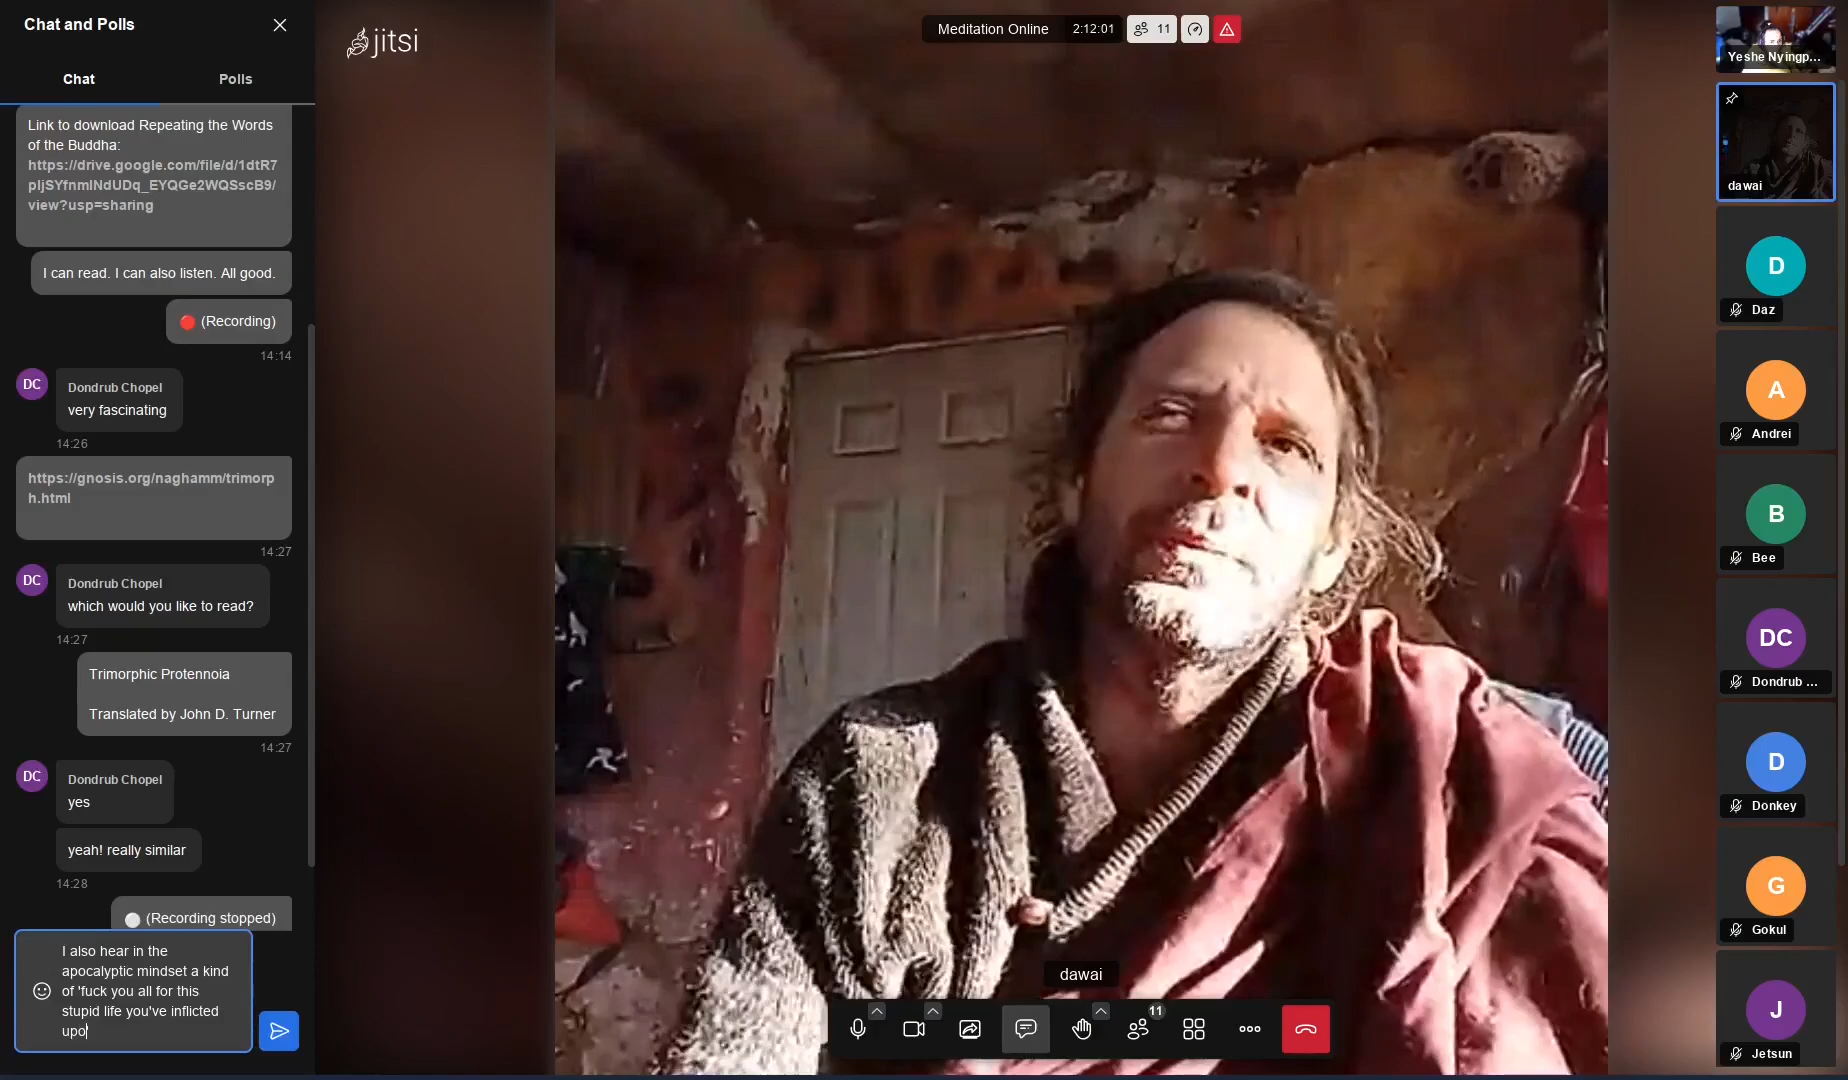 Chat and Polls
Chat
Polls
Link to download Repeating the Words
of the Buddha:
https://drive.google.com/file/d/1dtR7
pIjSYfnmlNdUDq_EYQGe2WQSscB9/
view?usp=sharing
I can read. I can also listen. All good.
🔴 (Recording)
14:14
DC
Dondrub Chopel
very fascinating
14:26
https://gnosis.org/naghamm/trimorp
h.html
14:27
DC
Dondrub Chopel
which would you like to read?
14:27
Trimorphic Protennoia
Translated by John D. Turner
14:27
DC
Dondrub Chopel
yes
yeah! really similar
14:28
⚪ (Recording stopped)
I also hear in the
apocalyptic mindset a kind
of 'fuck you all for this
stupid life you've inflicted
upo
jitsi
Meditation Online
2:12:01
11
dawai
11
Yeshe Nyingp...
dawai
D
Daz
A
Andrei
B
Bee
DC
Dondrub ...
D
Donkey
G
Gokul
J
Jetsun